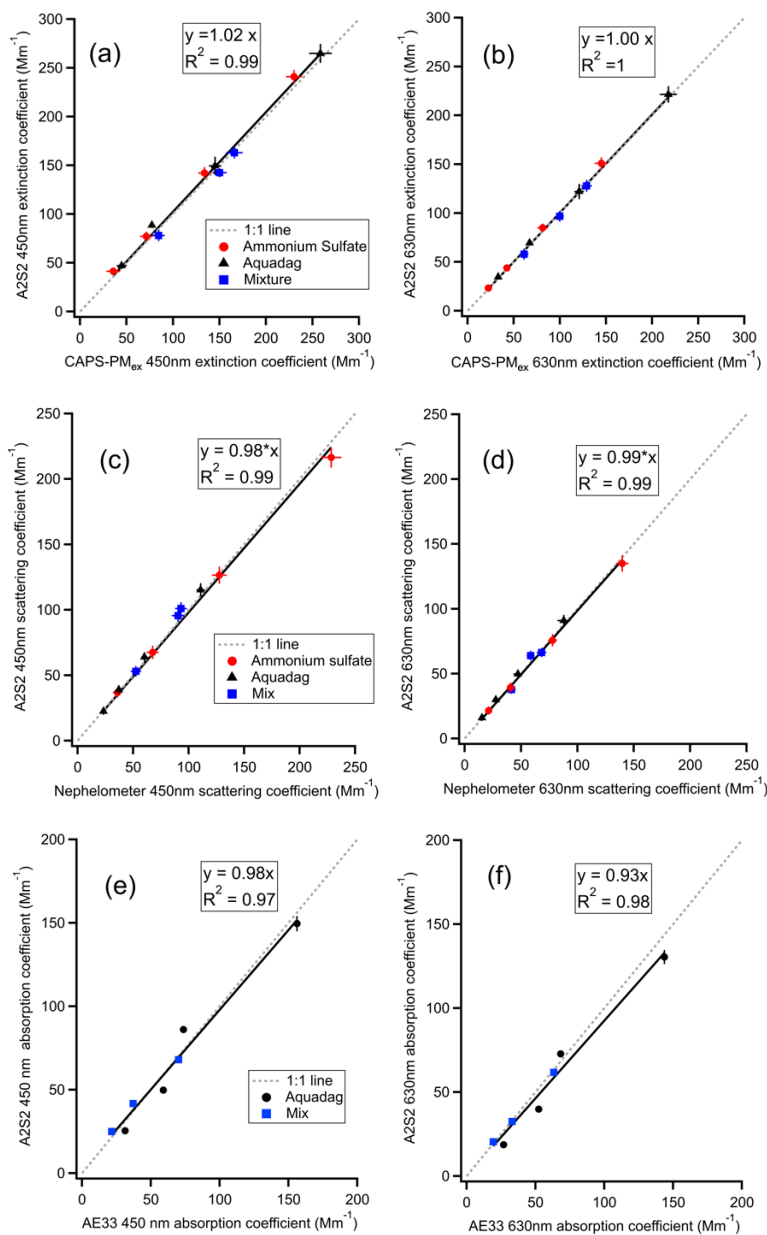 (a)
y =1.02 x
R² = 0.99
A2S2 450nm extinction coefficient (Mm⁻¹)
300
250
200
150
100
50
0
0 50 100 150 200 250 300
CAPS-PMₑₓ 450nm extinction coefficient (Mm⁻¹)
1:1 line
Ammonium Sulfate
Aquadag
Mixture
(b)
y =1.00 x
R² =1
A2S2 630nm extinction coefficient (Mm⁻¹)
300
250
200
150
100
50
0
0 50 100 150 200 250 300
CAPS-PMₑₓ 630nm extinction coefficient (Mm⁻¹)
(c)
y = 0.98*x
R² = 0.99
A2S2 450nm scattering coefficient (Mm⁻¹)
250
200
150
100
50
0
0 50 100 150 200 250
Nephelometer 450nm scattering coefficient (Mm⁻¹)
1:1 line
Ammonium sulfate
Aquadag
Mix
(d)
y = 0.99*x
R² = 0.99
A2S2 630nm scattering coefficient (Mm⁻¹)
250
200
150
100
50
0
0 50 100 150 200 250
Nephelometer 630nm scattering coefficient (Mm⁻¹)
(e)
y = 0.98x
R² = 0.97
A2S2 450 nm absorption coefficient (Mm⁻¹)
200
150
100
50
0
0 50 100 150 200
AE33 450 nm absorption coefficient (Mm⁻¹)
1:1 line
Aquadag
Mix
(f)
y = 0.93x
R² = 0.98
A2S2 630nm absorption coefficient (Mm⁻¹)
200
150
100
50
0
0 50 100 150 200
AE33 630nm absorption coefficient (Mm⁻¹)